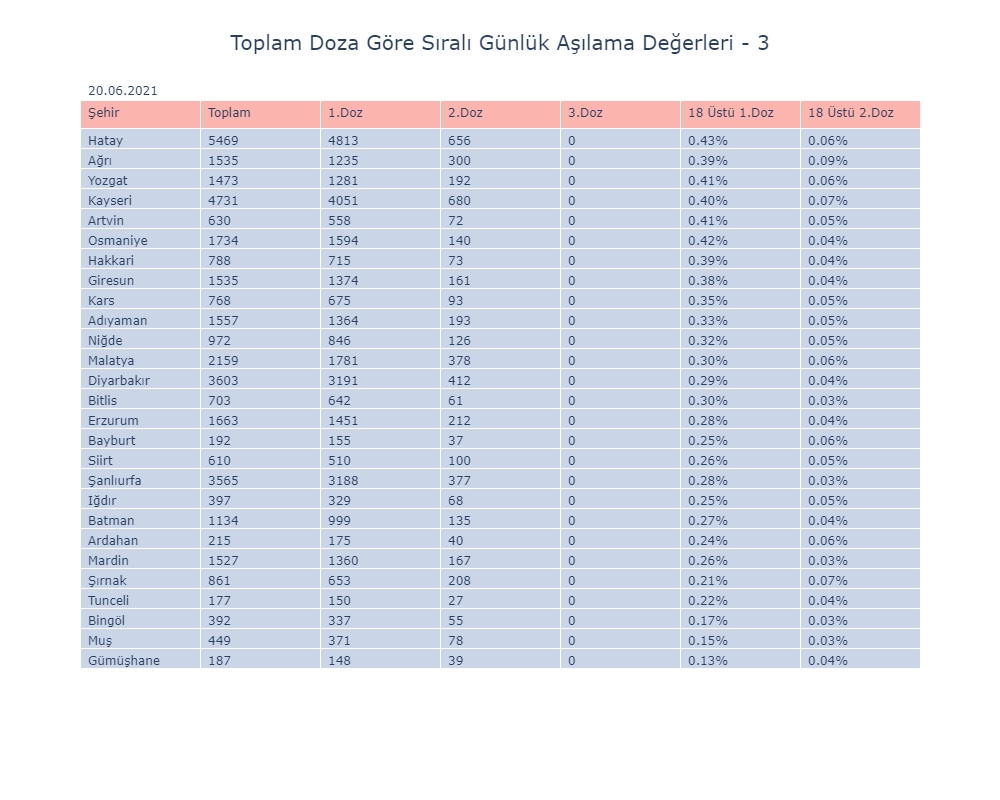 Toplam Doza Göre Sıralı Günlük Aşılama Değerleri - 3
20.06.2021
Şehir Toplam 1.Doz 2.Doz 3.Doz 18 Üstü 1.Doz 18 Üstü 2.Doz
Hatay 5469 4813 656 0 0.43% 0.06%
Ağrı 1535 1235 300 0 0.39% 0.09%
Yozgat 1473 1281 192 0 0.41% 0.06%
Kayseri 4731 4051 680 0 0.40% 0.07%
Artvin 630 558 72 0 0.41% 0.05%
Osmaniye 1734 1594 140 0 0.42% 0.04%
Hakkari 788 715 73 0 0.39% 0.04%
Giresun 1535 1374 161 0 0.38% 0.04%
Kars 768 675 93 0 0.35% 0.05%
Adıyaman 1557 1364 193 0 0.33% 0.05%
Niğde 972 846 126 0 0.32% 0.05%
Malatya 2159 1781 378 0 0.30% 0.06%
Diyarbakır 3603 3191 412 0 0.29% 0.04%
Bitlis 703 642 61 0 0.30% 0.03%
Erzurum 1663 1451 212 0 0.28% 0.04%
Bayburt 192 155 37 0 0.25% 0.06%
Siirt 610 510 100 0 0.26% 0.05%
Şanlıurfa 3565 3188 377 0 0.28% 0.03%
Iğdır 397 329 68 0 0.25% 0.05%
Batman 1134 999 135 0 0.27% 0.04%
Ardahan 215 175 40 0 0.24% 0.06%
Mardin 1527 1360 167 0 0.26% 0.03%
Şırnak 861 653 208 0 0.21% 0.07%
Tunceli 177 150 27 0 0.22% 0.04%
Bingöl 392 337 55 0 0.17% 0.03%
Muş 449 371 78 0 0.15% 0.03%
Gümüşhane 187 148 39 0 0.13% 0.04%